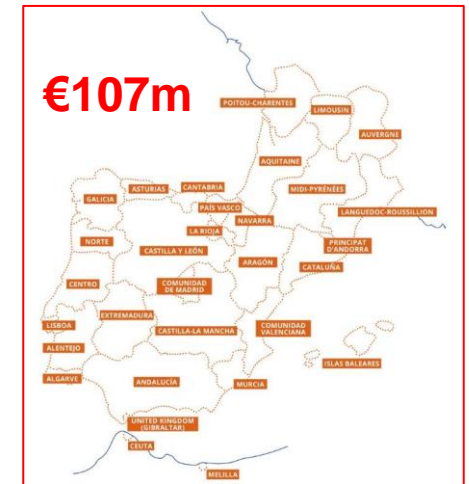 €107m
POITOU-CHARENTES
LIMOUSIN
AUVERGNE
AQUITAINE
MIDI-PYRÉNÉES
ASTURIAS
CANTABRIA
GALICIA
PAÍS VASCO
LANGUEDOC-ROUSSILLION
NAVARRA
LA RIOJA
NORTE
CASTILLA Y LEÓN
PRINCIPAT
D'ANDORRA
ARAGÓN
CATALUÑA
CENTRO
COMUNIDAD
DE MADRID
EXTREMADURA
LISBOA
CASTILLA-LA MANCHA
COMUNIDAD
VALENCIANA
ALENTEJO
ISLAS BALEARES
ALGARVE
ANDALUCÍA
MURCIA
UNITED KINGDOM
(GIBRALTAR)
CEUTA
MELILLA